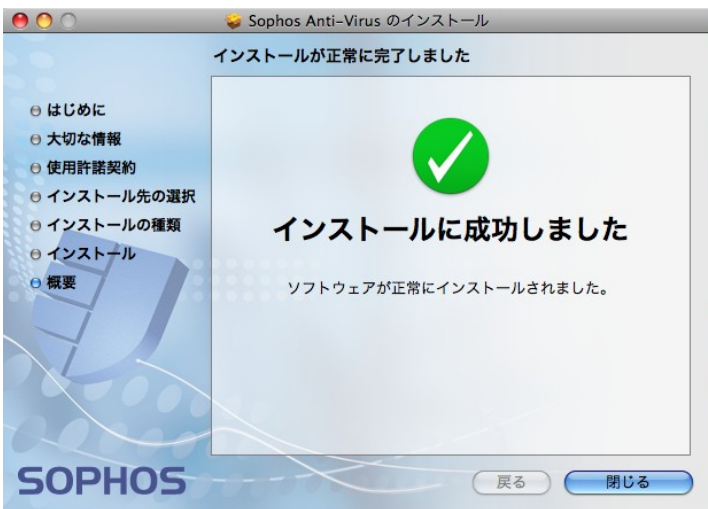 Sophos Anti-Virus のインストール
インストールが正常に完了しました
はじめに
大切な情報
使用許諾契約
インストール先の選択
インストールの種類
インストール
概要
インストールに成功しました
ソフトウェアが正常にインストールされました。
SOPHOS
戻る
閉じる